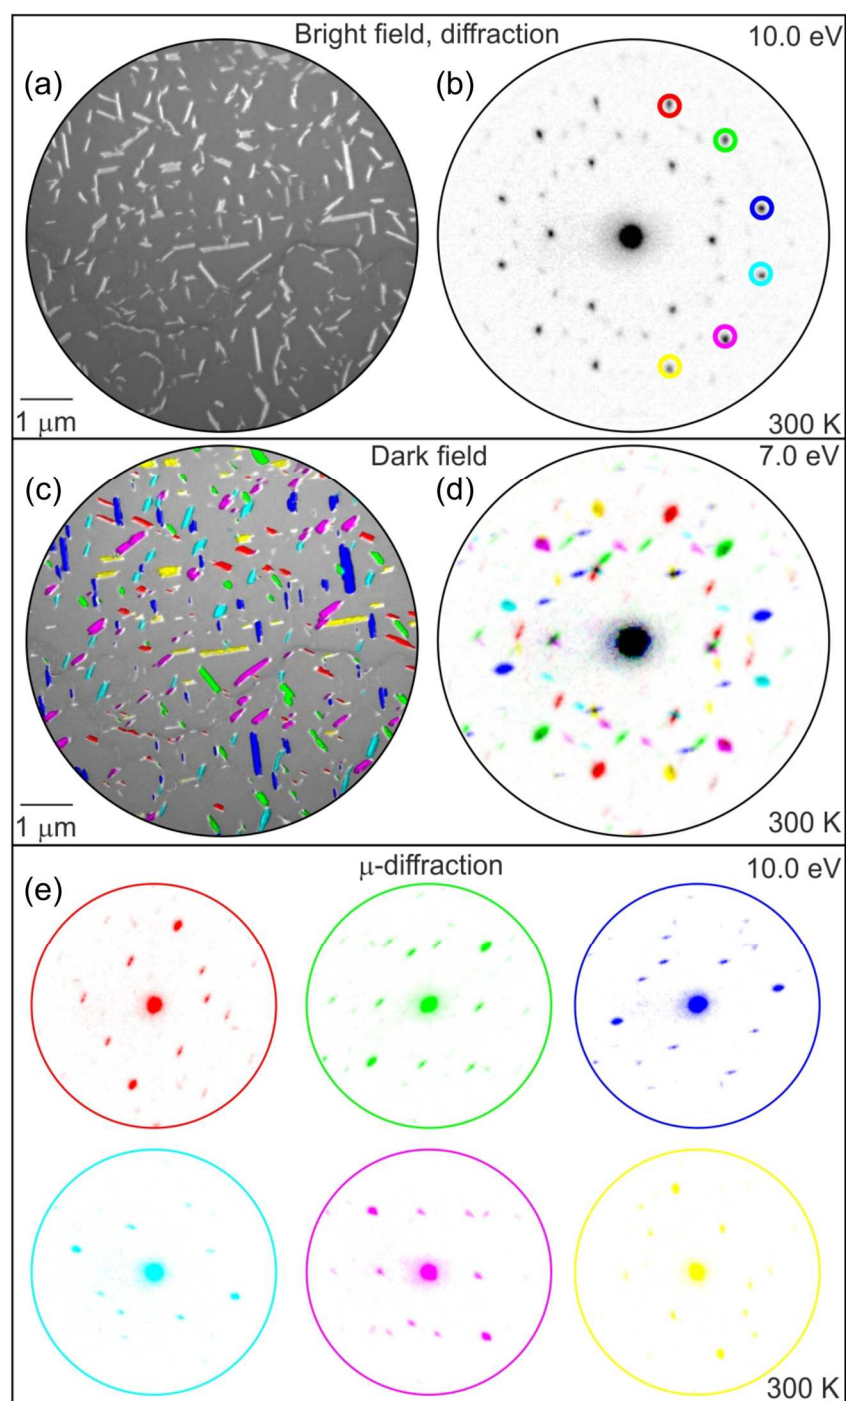 Bright field, diffraction
10.0 eV
(a)
(b)
1 μm
300 K
Dark field
7.0 eV
(c)
(d)
1 μm
300 K
μ-diffraction
10.0 eV
(e)
300 K